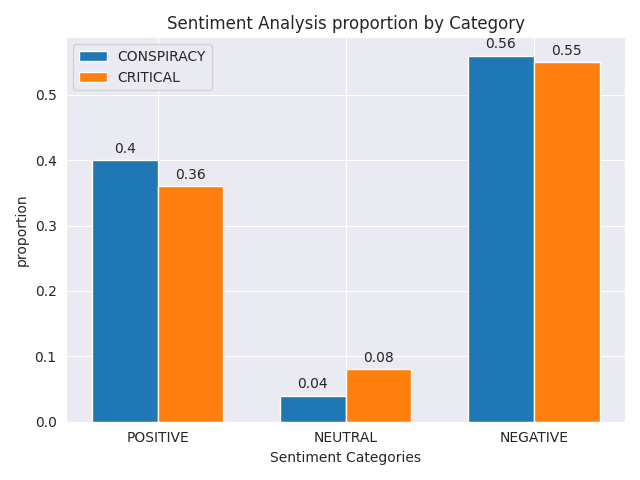 Sentiment Analysis proportion by Category
CONSPIRACY
CRITICAL
0.4
0.36
0.04
0.08
0.56
0.55
proportion
0.5
0.4
0.3
0.2
0.1
0.0
POSITIVE
NEUTRAL
NEGATIVE
Sentiment Categories